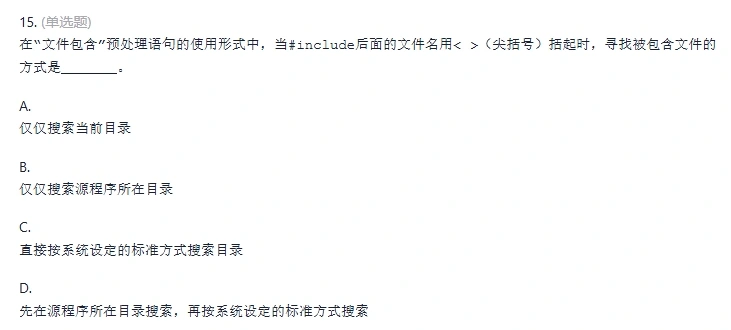 15. (单选题)
在“文件包含”预处理语句的使用形式中，当#include后面的文件名用< >（尖括号）括起时，寻找被包含文件的
方式是________。
A.
仅仅搜索当前目录
B.
仅仅搜索源程序所在目录
C.
直接按系统设定的标准方式搜索目录
D.
先在源程序所在目录搜索，再按系统设定的标准方式搜索